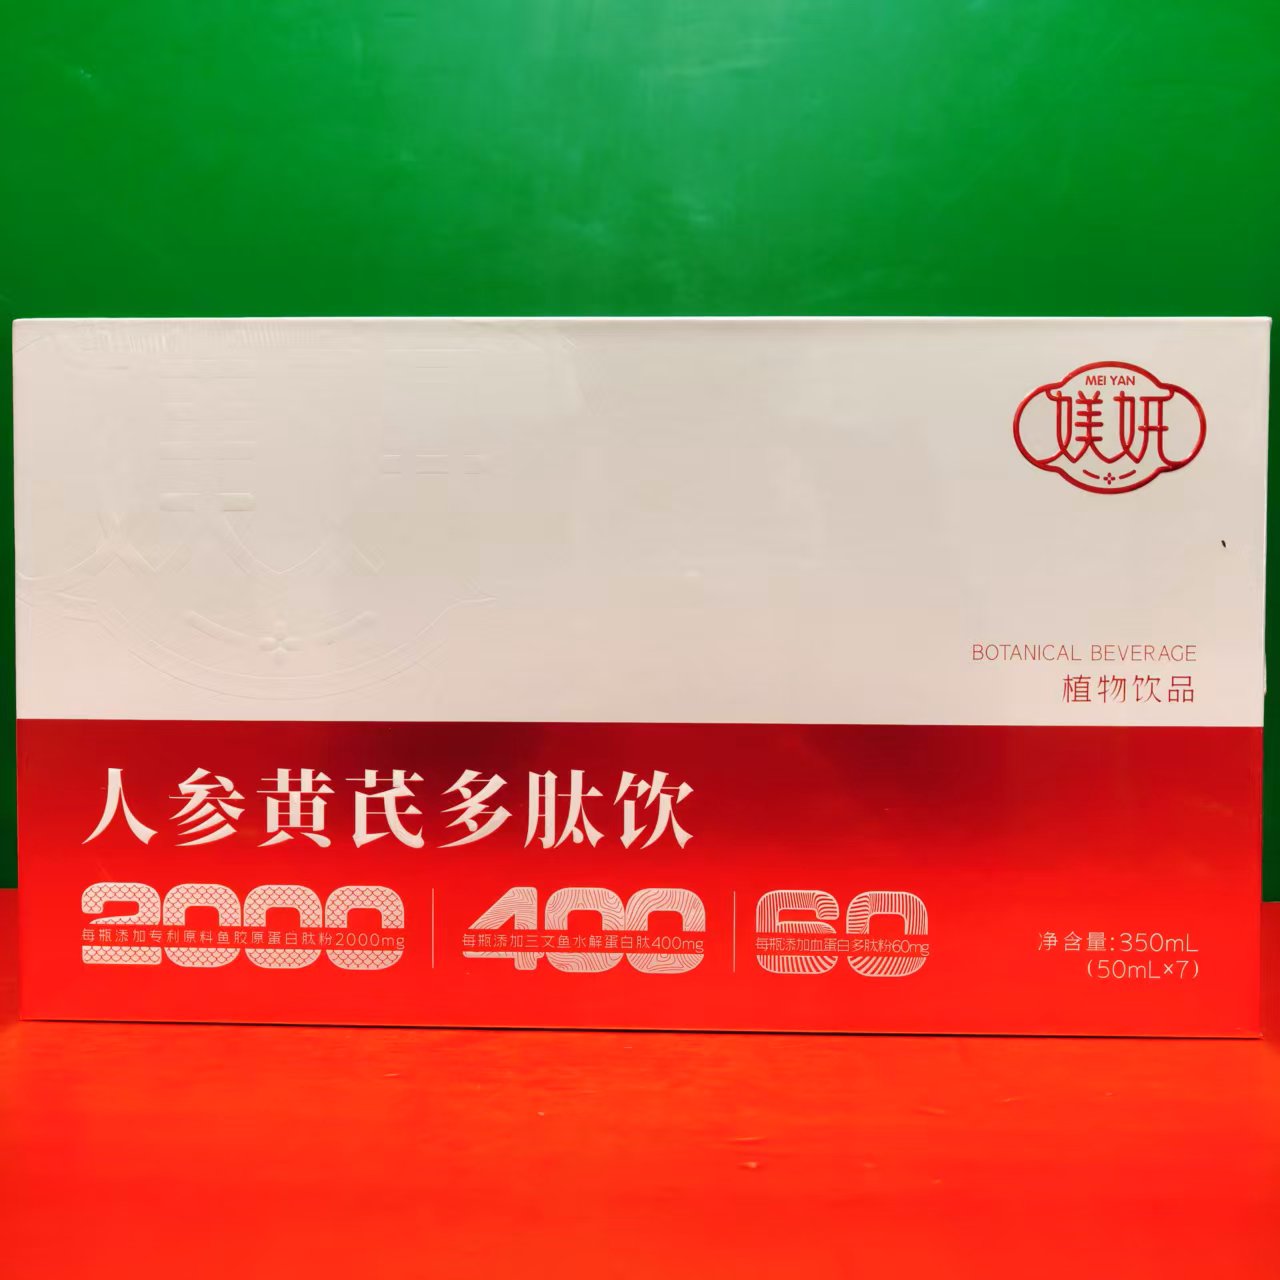 MEI YAN
媄妍
BOTANICAL BEVERAGE
植物饮品
人参黄芪多肽饮
2000
每瓶添加专利原料鱼胶原蛋白肽粉2000mg
400
每瓶添加三文鱼水解蛋白肽400mg
60
每瓶添加血蛋白多肽粉60mg
净含量:350mL
(50mL×7)